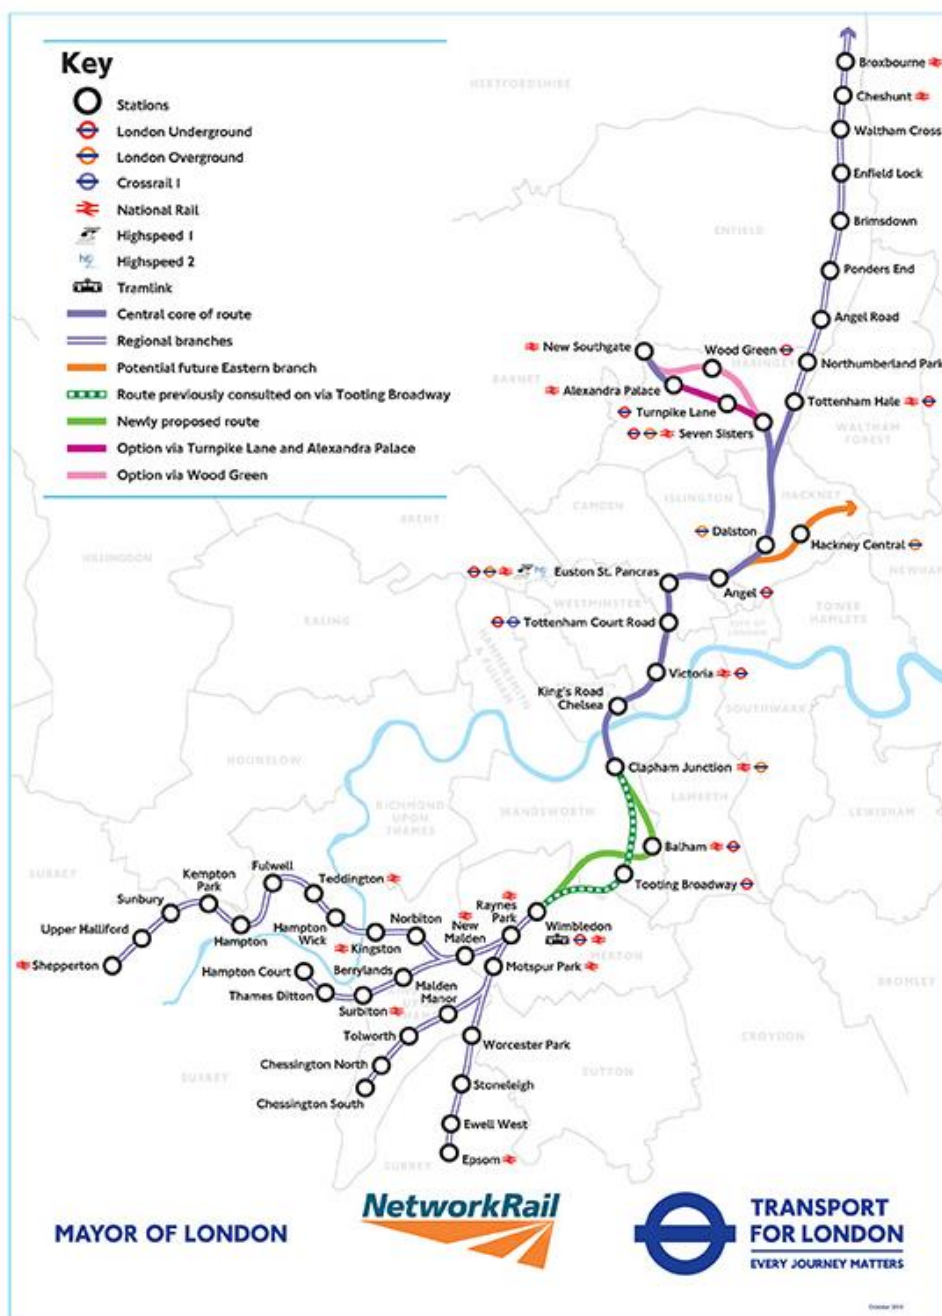 Key
Stations
London Underground
London Overground
Crossrail 1
National Rail
Highspeed 1
Highspeed 2
Tramlink
Central core of route
Regional branches
Potential future Eastern branch
Route previously consulted on via Tooting Broadway
Newly proposed route
Option via Turnpike Lane and Alexandra Palace
Option via Wood Green
HERTFORDSHIRE
Broxbourne
Cheshunt
Waltham Cross
Enfield Lock
Brimsdown
ENFIELD
Ponders End
Angel Road
New Southgate
Wood Green
HARINGEY
Northumberland Park
BARNET
Alexandra Palace
Tottenham Hale
Turnpike Lane
Seven Sisters
WALTHAM
FOREST
ISLINGTON
HACKNEY
CAMDEN
BRENT
Dalston
Hackney Central
HILLINGDON
Euston St. Pancras
NEWHAM
Angel
WESTMINSTER
TOWER
HAMLETS
EALING
Tottenham Court Road
CITY OF
LONDON
HAMMERSMITH
& FULHAM
Victoria
King's Road
Chelsea
SOUTHWARK
HOUNSLOW
Clapham Junction
RICHMOND
UPON
THAMES
WANDSWORTH
LAMBETH
LEWISHAM
Balham
SURREY
Fulwell
Teddington
Kempton
Park
Tooting Broadway
Sunbury
Raynes
Park
Upper Halliford
Hampton
Hampton
Wick
Norbiton
New
Malden
Wimbledon
Kingston
MERTON
Shepperton
Hampton Court
Berrylands
Motspur Park
BROMLEY
Thames Ditton
Malden
Manor
Surbiton
Tolworth
Worcester Park
CROYDON
Chessington North
SURREY
SUTTON
Stoneleigh
Chessington South
Ewell West
Epsom
SURREY
MAYOR OF LONDON
NetworkRail
TRANSPORT
FOR LONDON
EVERY JOURNEY MATTERS